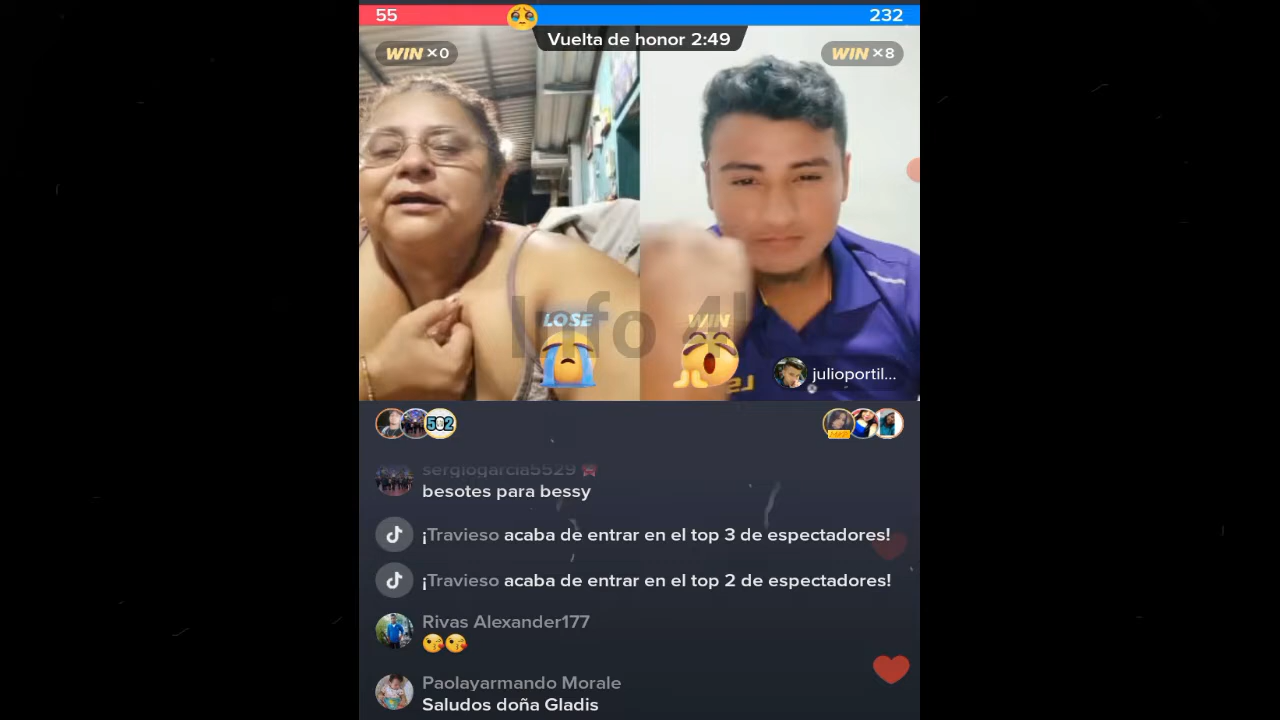 55
232
Vuelta de honor 2:49
WIN ×0
WIN ×8
LOSE
WIN
julioportil...
502
sergiogarcia5529
besotes para bessy
¡Travieso acaba de entrar en el top 3 de espectadores!
¡Travieso acaba de entrar en el top 2 de espectadores!
Rivas Alexander177
Paolayarmando Morale
Saludos doña Gladis